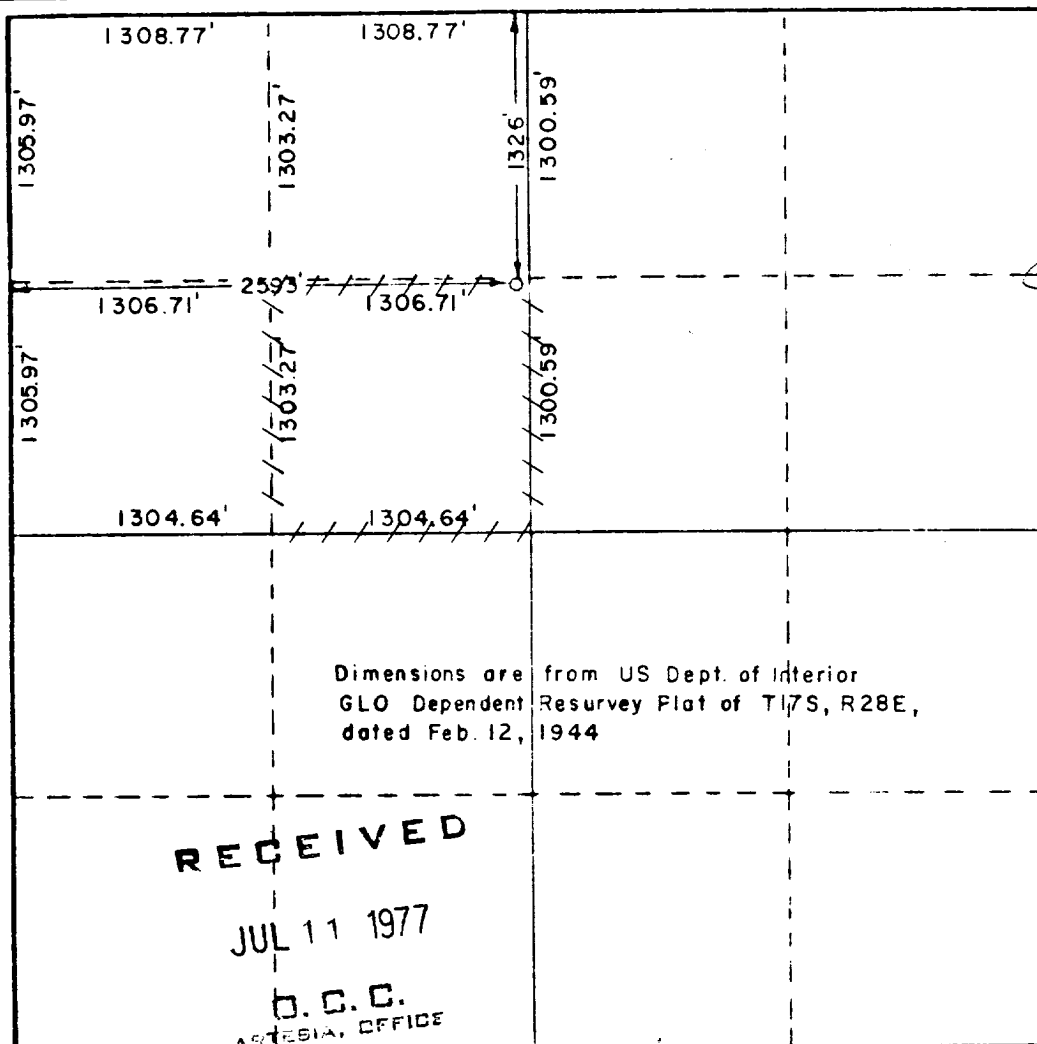 1308.77' 1308.77'
1305.97'
1303.27'
1326'
1300.59'
2593'
1306.71' 1306.71'
1305.97'
1303.27'
1300.59'
1304.64' 1304.64'
Dimensions are from US Dept. of Interior
GLO Dependent Resurvey Plat of T17S, R28E,
dated Feb. 12, 1944
RECEIVED
JUL 11 1977
O. C. C.
ARTESIA, OFFICE